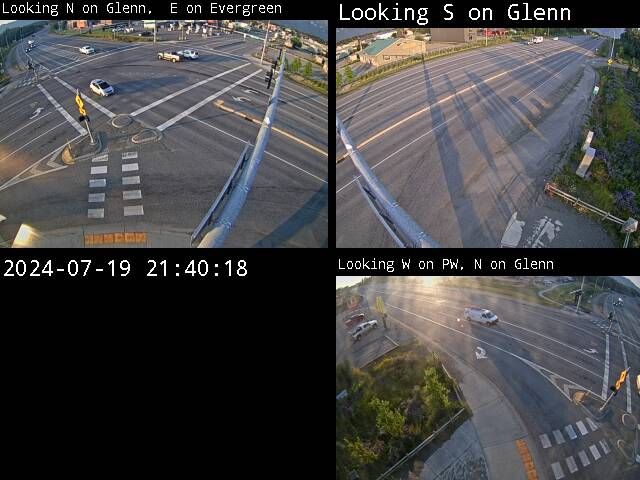 Looking N on Glenn,  E on Evergreen
Looking S on Glenn
2024-07-19 21:40:18
Looking W on PW, N on Glenn